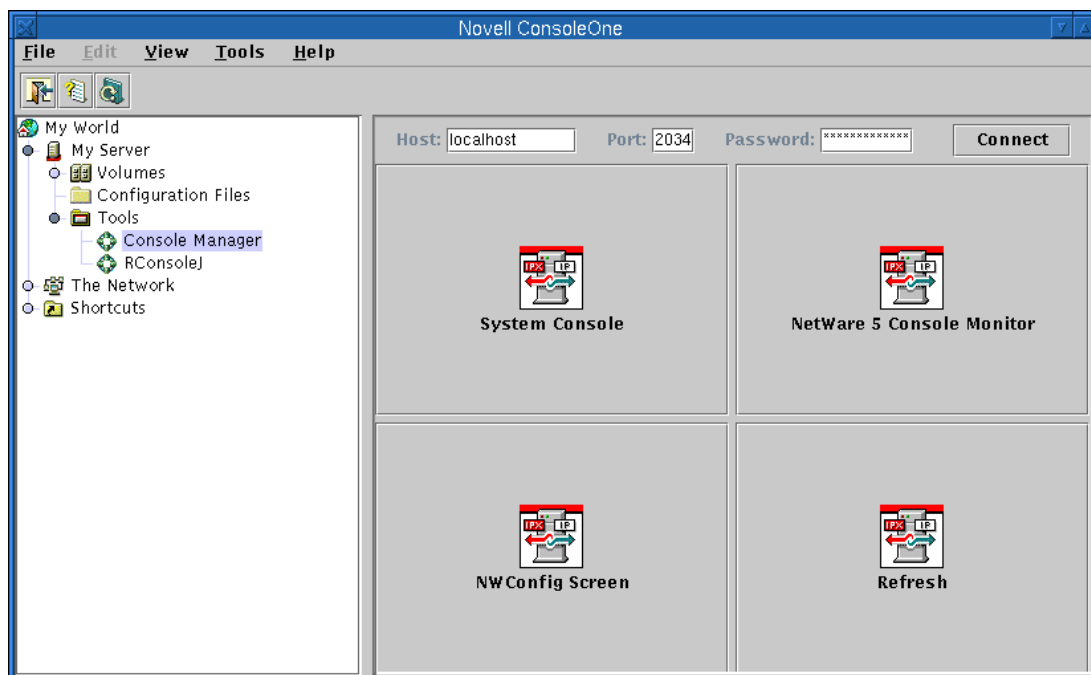 Novell ConsoleOne
File Edit View Tools Help
My World
My Server
Volumes
Configuration Files
Tools
Console Manager
RConsoleJ
The Network
Shortcuts
Host: localhost Port: 2034 Password: ************* Connect
IPX IP
System Console
IPX IP
NetWare 5 Console Monitor
IPX IP
NWConfig Screen
IPX IP
Refresh